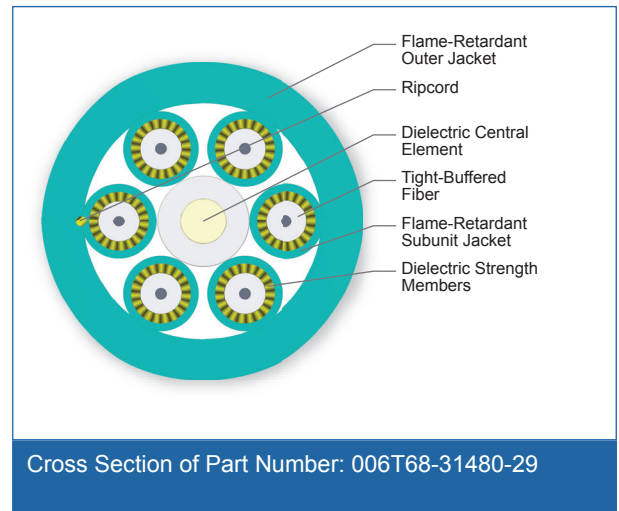 Flame-Retardant
Outer Jacket
Ripcord
Dielectric Central
Element
Tight-Buffered
Fiber
Flame-Retardant
Subunit Jacket
Dielectric Strength
Members
Cross Section of Part Number: 006T68-31480-29